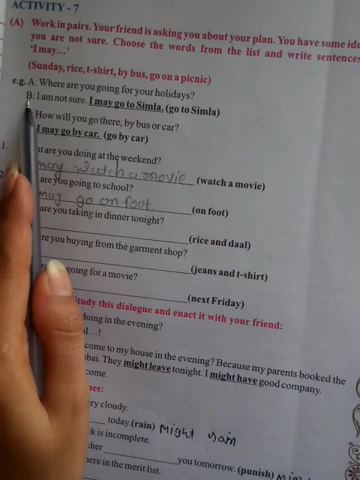 ACTIVITY - 7
(A) Work in pairs. Your friend is asking you about your plan. You have some ide
you are not sure. Choose the words from the list and write sentences
'I may...'
(Sunday, rice, t-shirt, by bus, go on a picnic)
e.g. A: Where are you going for your holidays?
B: I am not sure. I may go to Simla. (go to Simla)
How will you go there, by bus or car?
I may go by car. (go by car)
1. at are you doing at the weekend?
may watch a movie (watch a movie)
are you going to school?
may go on foot (on foot)
are you taking in dinner tonight?
(rice and daal)
re you buying from the garment shop?
(jeans and t-shirt)
going for a movie?
(next Friday)
Study this dialogue and enact it with your friend:
doing in the evening?
l...!
come to my house in the evening? Because my parents booked the
bai. They might leave tonight. I might have good company.
come.
ues:
ery cloudy.
today. (rain) might rain
rk is incomplete.
cher you tomorrow. (punish)
here in the merit list.